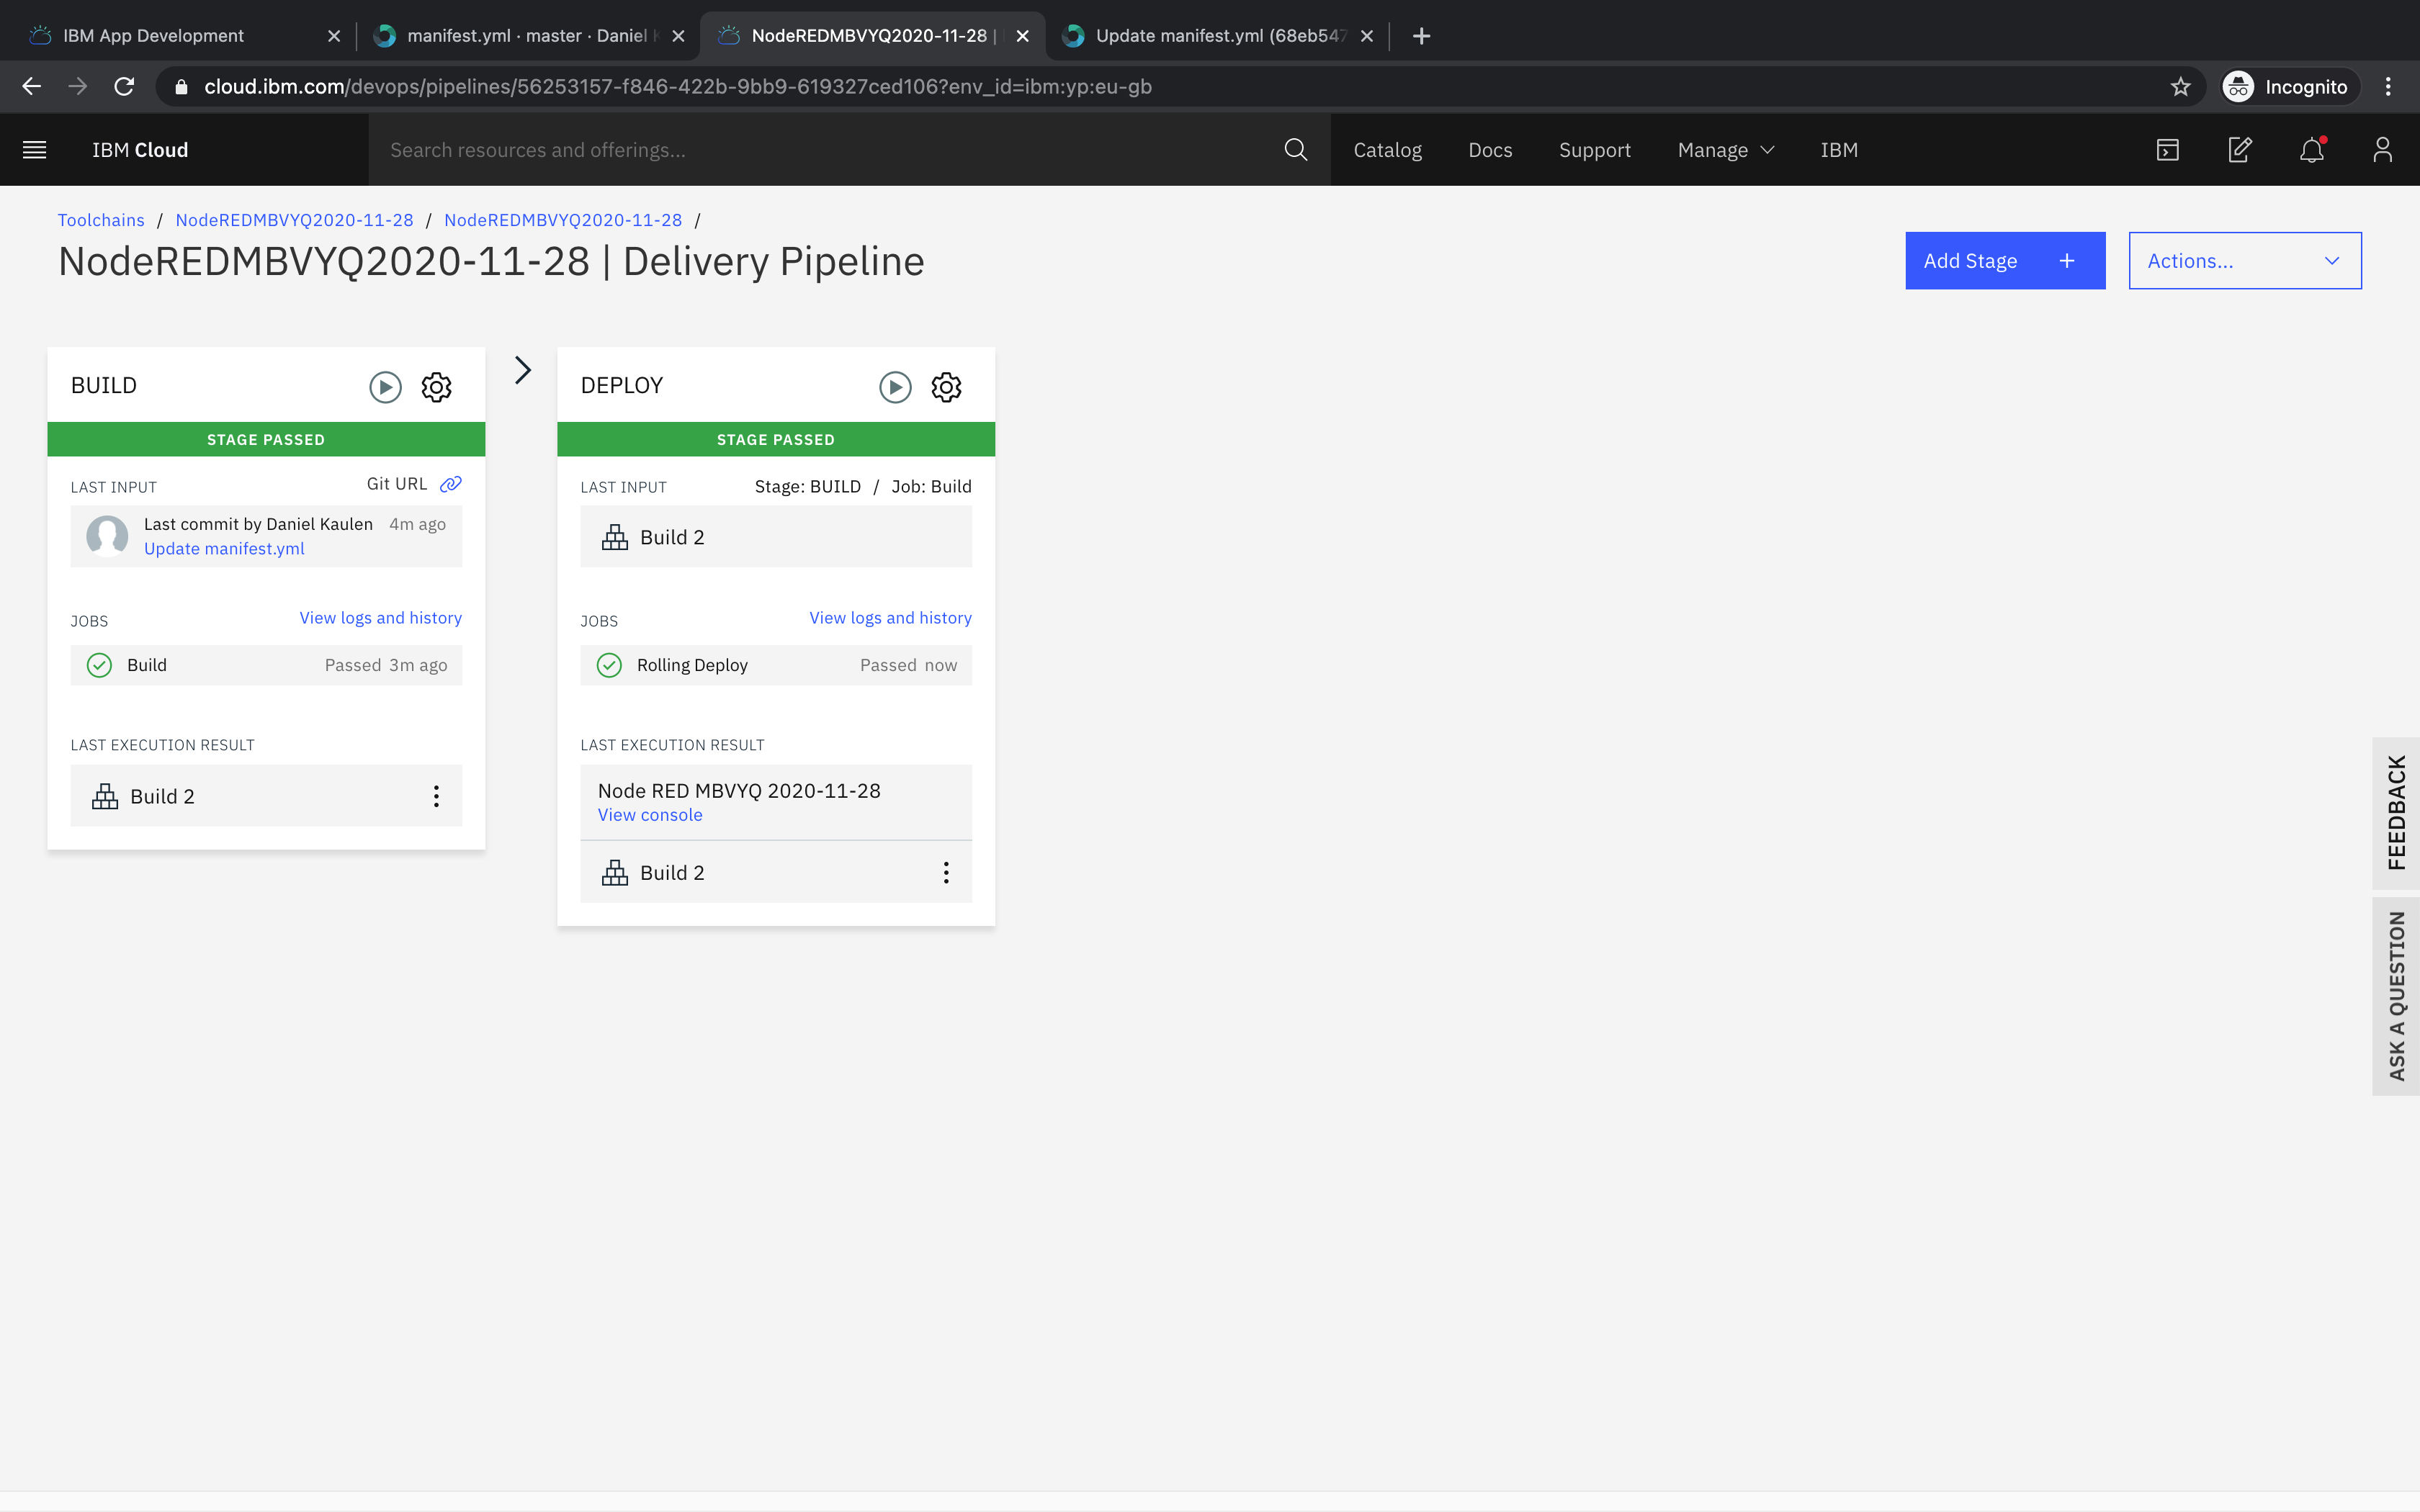 IBM App Development
manifest.yml · master · Daniel K
NodeREDMBVYQ2020-11-28 |
Update manifest.yml (68eb547
cloud.ibm.com/devops/pipelines/56253157-f846-422b-9bb9-619327ced106?env_id=ibm:yp:eu-gb
Incognito
IBM Cloud
Search resources and offerings...
Catalog
Docs
Support
Manage
IBM
Toolchains / NodeREDMBVYQ2020-11-28 / NodeREDMBVYQ2020-11-28 /
NodeREDMBVYQ2020-11-28 | Delivery Pipeline
Add Stage +
Actions...
BUILD
STAGE PASSED
LAST INPUT
Git URL
Last commit by Daniel Kaulen 4m ago
Update manifest.yml
JOBS
View logs and history
Build
Passed 3m ago
LAST EXECUTION RESULT
Build 2
DEPLOY
STAGE PASSED
LAST INPUT
Stage: BUILD / Job: Build
Build 2
JOBS
View logs and history
Rolling Deploy
Passed now
LAST EXECUTION RESULT
Node RED MBVYQ 2020-11-28
View console
Build 2
FEEDBACK
ASK A QUESTION